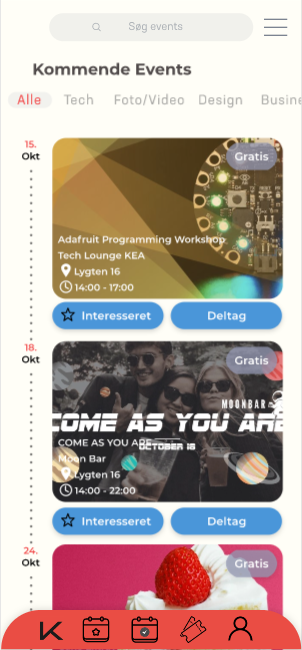 Søg events
Kommende Events
Alle Tech Foto/Video Design Busine
15.
Okt
Gratis
Adafruit Programming Workshop
Tech Lounge KEA
Lygten 16
14:00 - 17:00
Interesseret Deltag
18.
Okt
Gratis
MOONBAR
COME AS YOU ARE
OCTOBER 18
COME AS YOU ARE
Moon Bar
Lygten 16
14:00 - 22:00
Interesseret Deltag
24.
Okt
Gratis
K